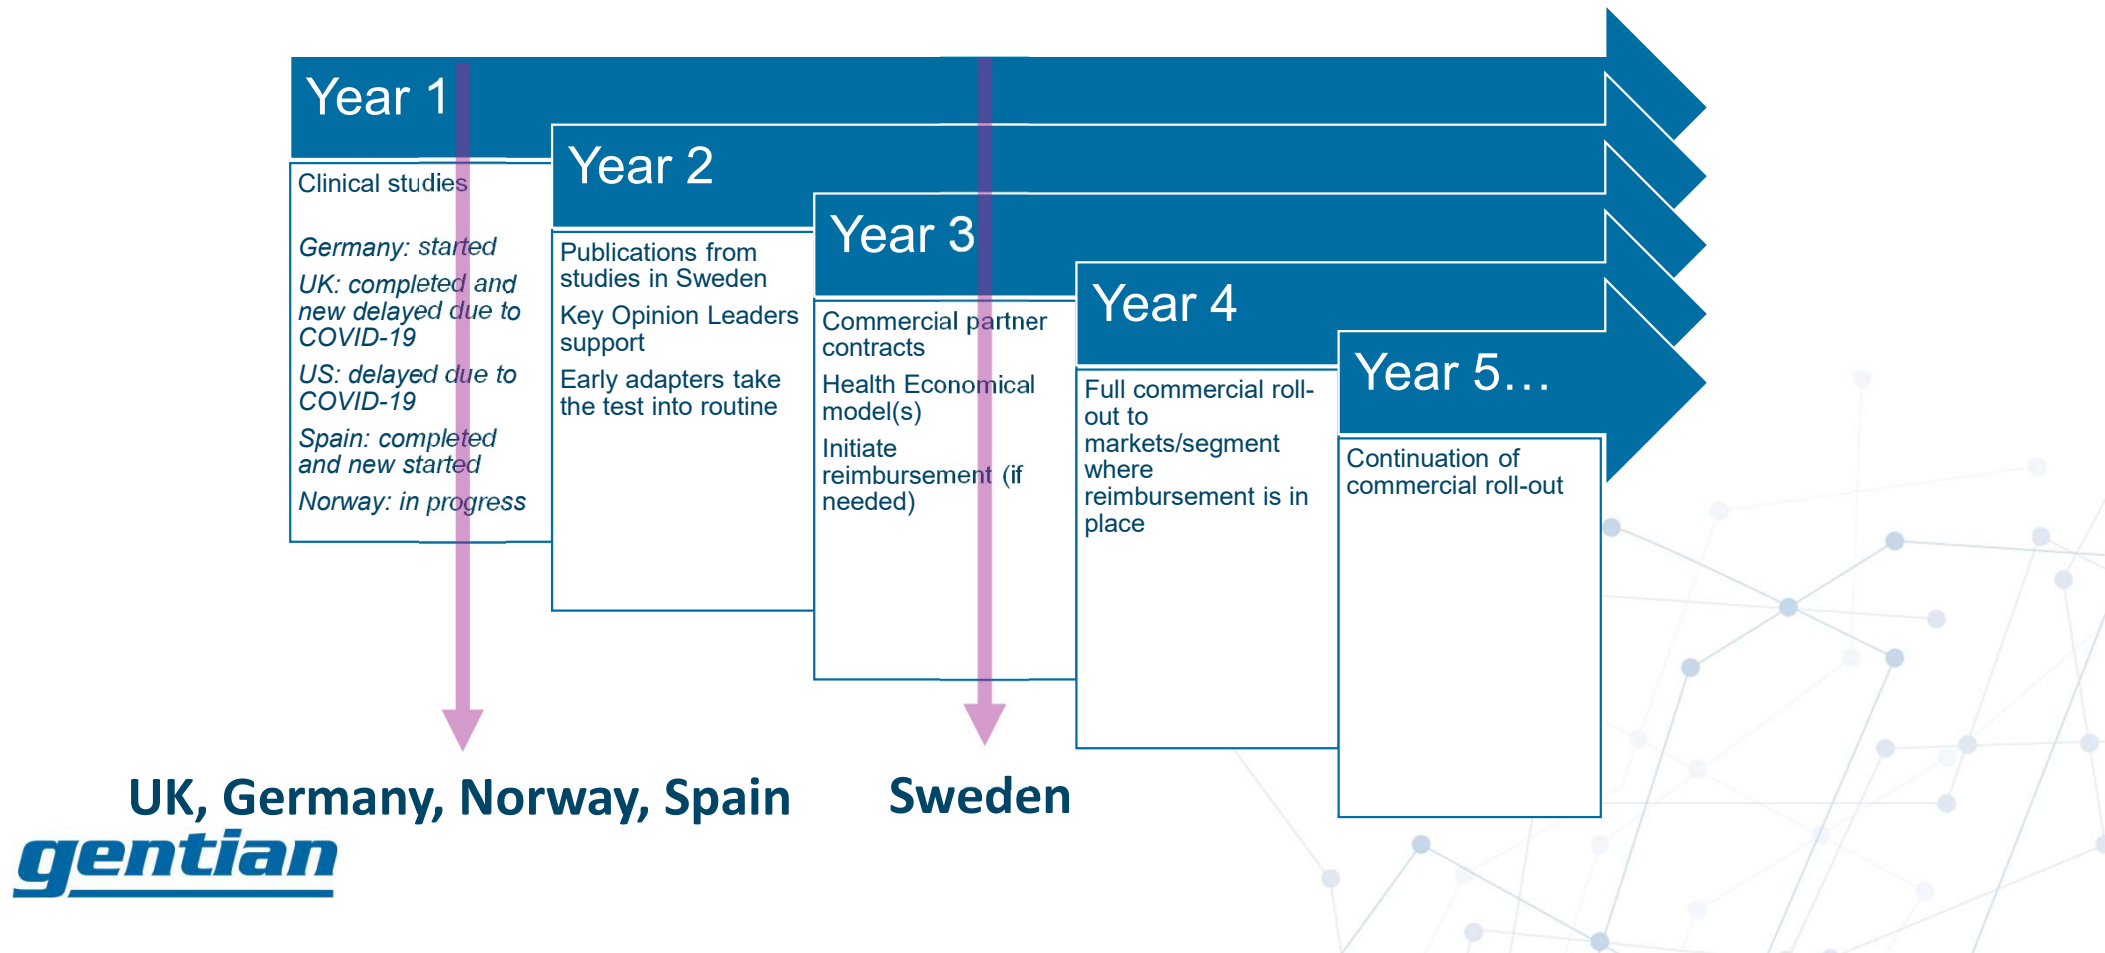 Year 1
Clinical studies
Germany: started
UK: completed and
new delayed due to
COVID-19
US: delayed due to
COVID-19
Spain: completed
and new started
Norway: in progress
Year 2
Publications from
studies in Sweden
Key Opinion Leaders
support
Early adapters take
the test into routine
Year 3
Commercial partner
contracts
Health Economical
model(s)
Initiate
reimbursement (if
needed)
Year 4
Full commercial roll-
out to
markets/segment
where
reimbursement is in
place
Year 5…
Continuation of
commercial roll-out
UK, Germany, Norway, Spain
Sweden
gentian